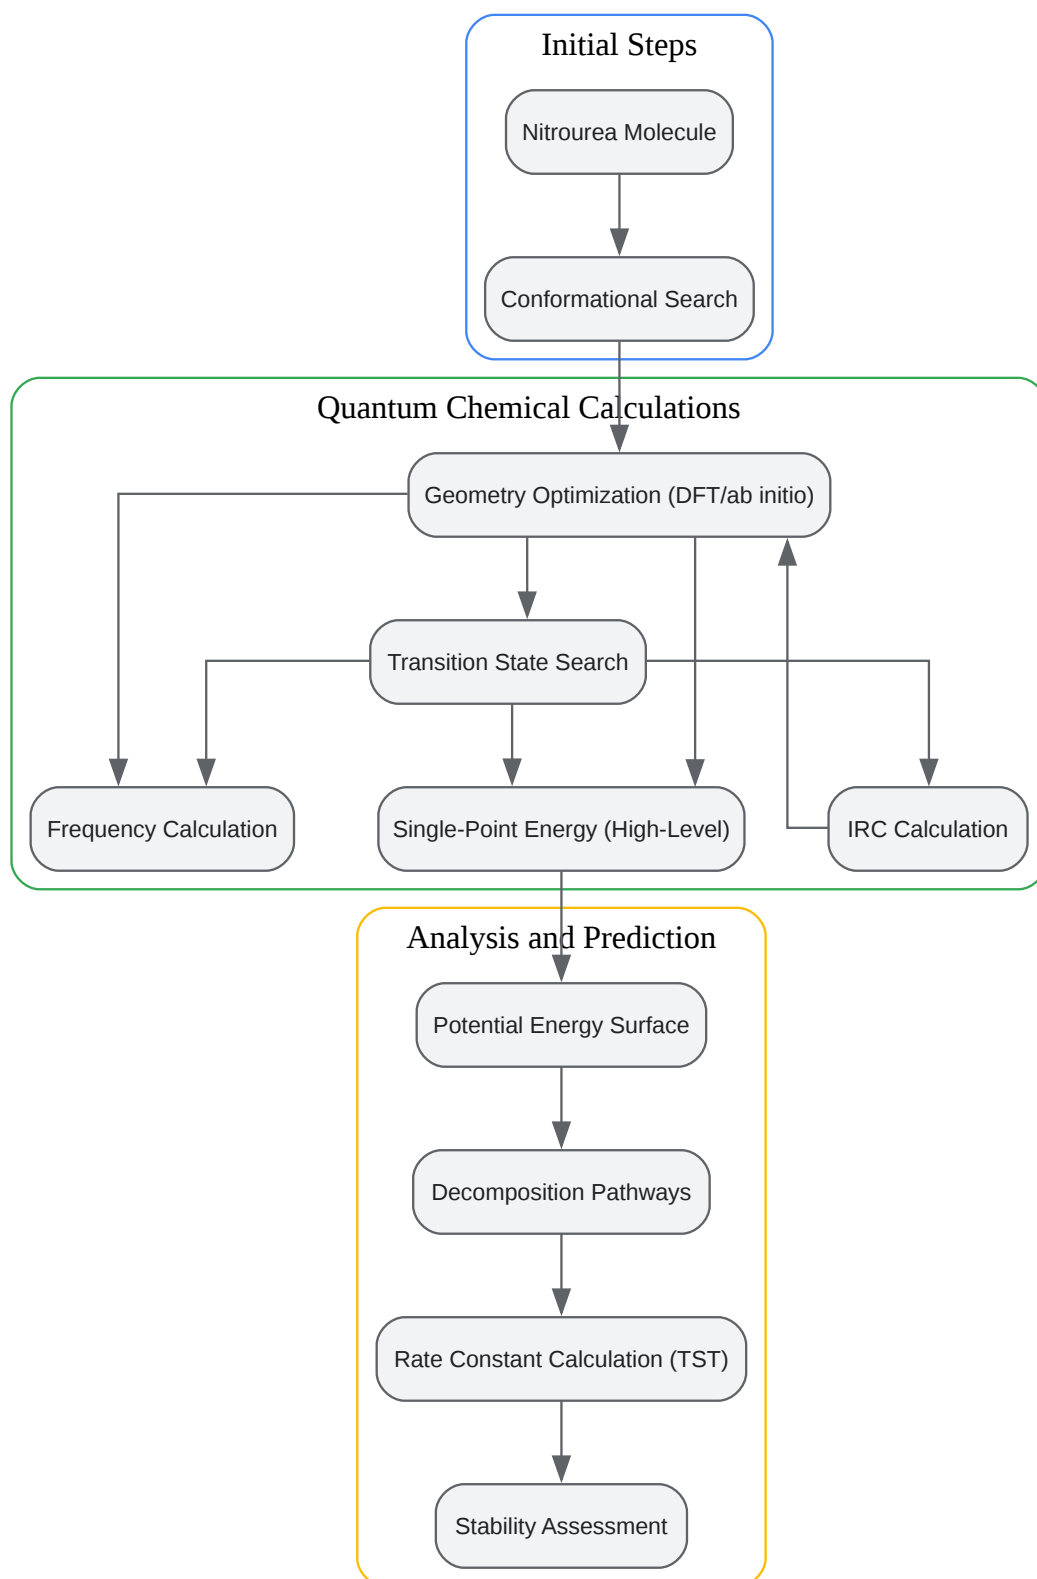 Initial Steps
Nitrourea Molecule
Conformational Search
Quantum Chemical Calculations
Geometry Optimization (DFT/ab initio)
Transition State Search
Frequency Calculation
Single-Point Energy (High-Level)
IRC Calculation
Analysis and Prediction
Potential Energy Surface
Decomposition Pathways
Rate Constant Calculation (TST)
Stability Assessment